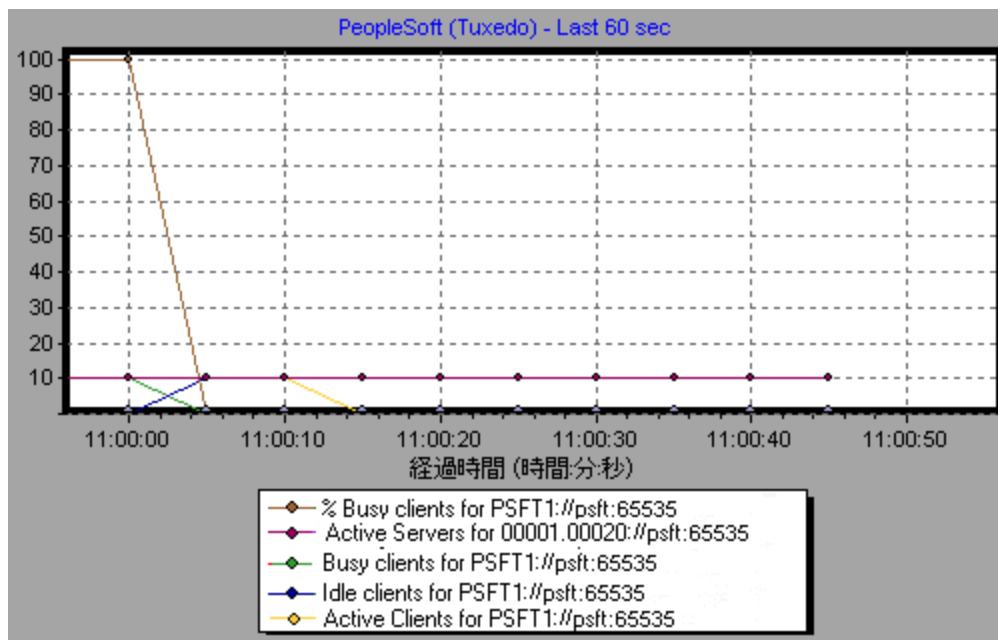 PeopleSoft (Tuxedo) - Last 60 sec
100
90
80
70
60
50
40
30
20
10
11:00:00 11:00:10 11:00:20 11:00:30 11:00:40 11:00:50
経過時間 (時間:分:秒)
% Busy clients for PSFT1://psft:65535
Active Servers for 00001.00020://psft:65535
Busy clients for PSFT1://psft:65535
Idle clients for PSFT1://psft:65535
Active Clients for PSFT1://psft:65535